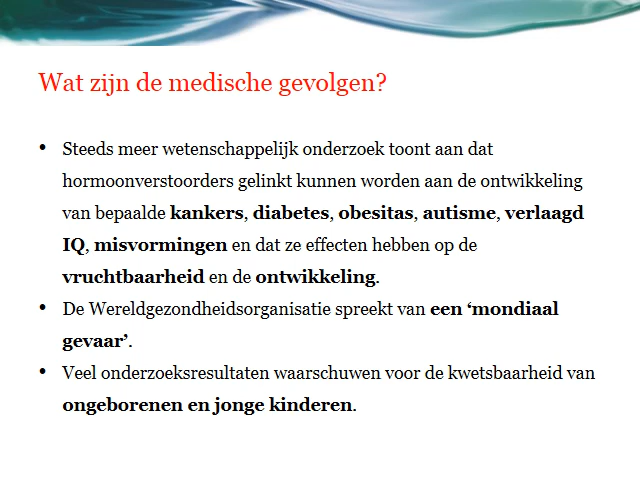 Wat zijn de medische gevolgen?
• Steeds meer wetenschappelijk onderzoek toont aan dat
hormoonverstoorders gelinkt kunnen worden aan de ontwikkeling
van bepaalde kankers, diabetes, obesitas, autisme, verlaagd
IQ, misvormingen en dat ze effecten hebben op de
vruchtbaarheid en de ontwikkeling.
• De Wereldgezondheidsorganisatie spreekt van een ‘mondiaal
gevaar’.
• Veel onderzoeksresultaten waarschuwen voor de kwetsbaarheid van
ongeborenen en jonge kinderen.